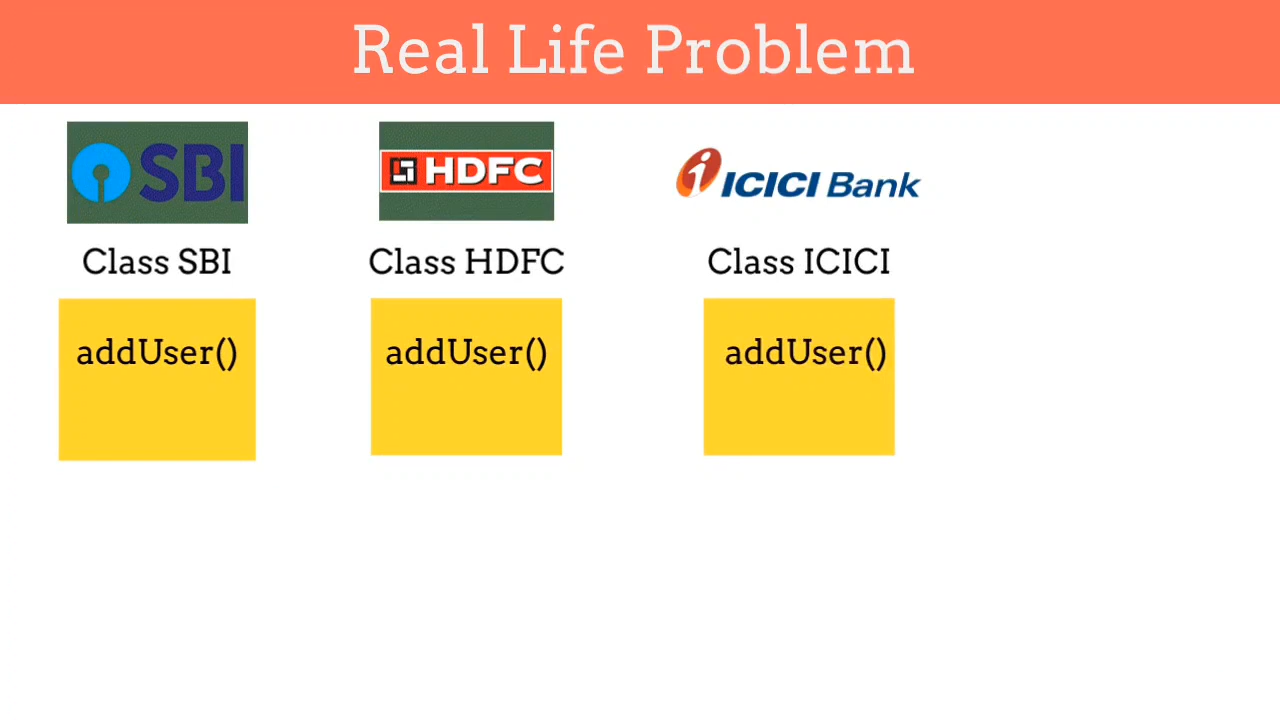 Real Life Problem
SBI
HDFC
ICICI Bank
Class SBI
Class HDFC
Class ICICI
addUser()
addUser()
addUser()